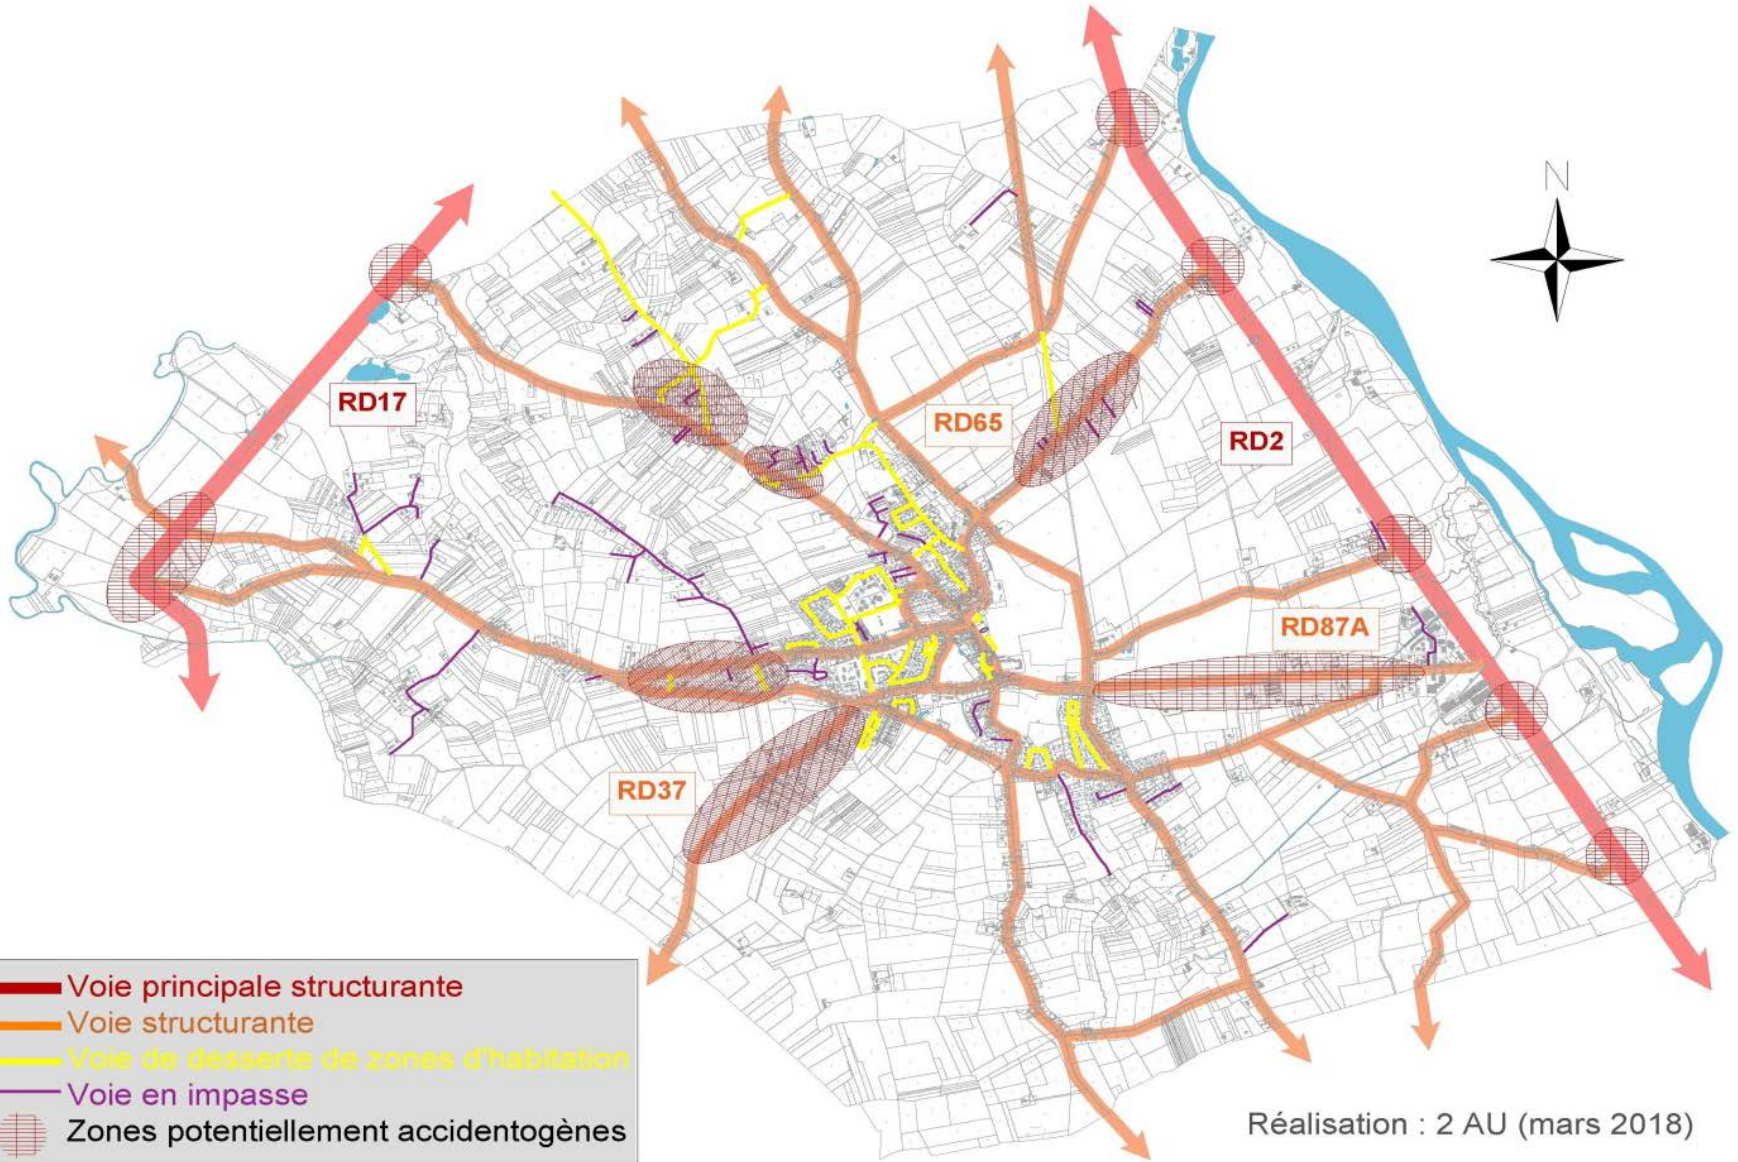 N
RD17
RD65
RD2
RD87A
RD37
Voie principale structurante
Voie structurante
Voie de desserte de zones d'habitation
Voie en impasse
Zones potentiellement accidentogènes
Réalisation : 2 AU (mars 2018)